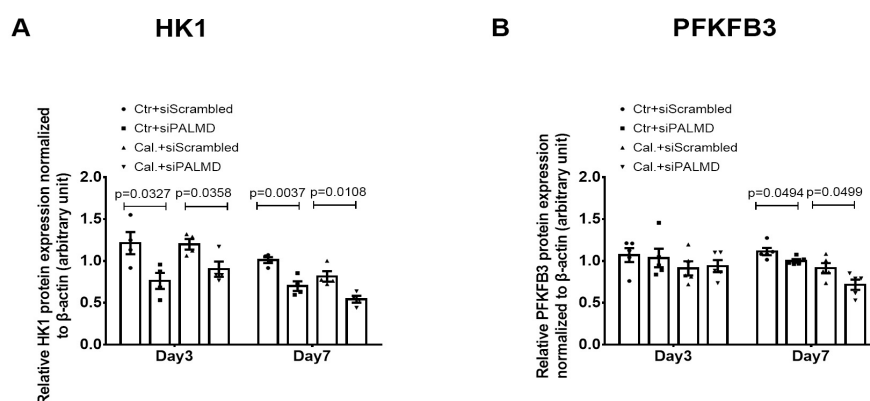 A
HK1
Relative HK1 protein expression normalized
to β-actin (arbitrary unit)
Ctr+siScrambled
Ctr+siPALMD
Cal.+siScrambled
Cal.+siPALMD
2.0
1.5
1.0
0.5
0.0
p=0.0327
p=0.0358
p=0.0037
p=0.0108
Day3
Day7
B
PFKFB3
Relative PFKFB3 protein expression
normalized to β-actin (arbitrary unit)
Ctr+siScrambled
Ctr+siPALMD
Cal.+siScrambled
Cal.+siPALMD
2.0
1.5
1.0
0.5
0.0
p=0.0494
p=0.0499
Day3
Day7